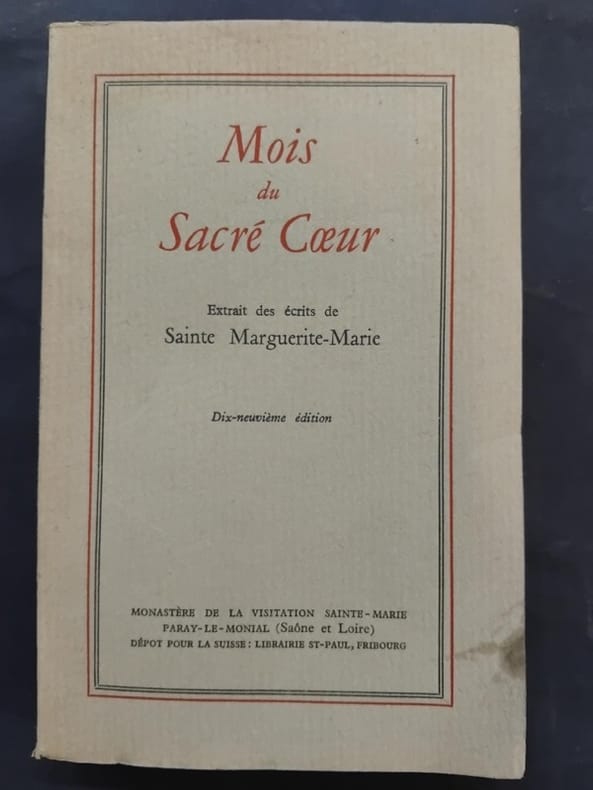 Mois
du
Sacré Cœur
Extrait des écrits de
Sainte Marguerite-Marie
Dix-neuvième édition
MONASTÈRE DE LA VISITATION SAINTE-MARIE
PARAY-LE-MONIAL (Saône et Loire)
DÉPOT POUR LA SUISSE: LIBRAIRIE ST-PAUL, FRIBOURG